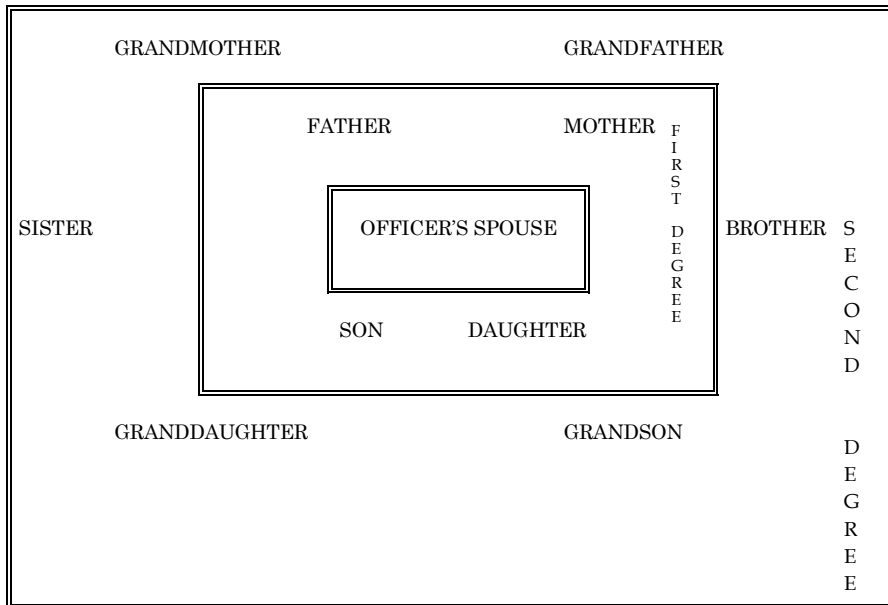 GRANDMOTHER GRANDFATHER
FATHER MOTHER
FIRST DEGREE
SISTER OFFICER'S SPOUSE BROTHER
SECOND DEGREE
SON DAUGHTER
GRANDDAUGHTER GRANDSON